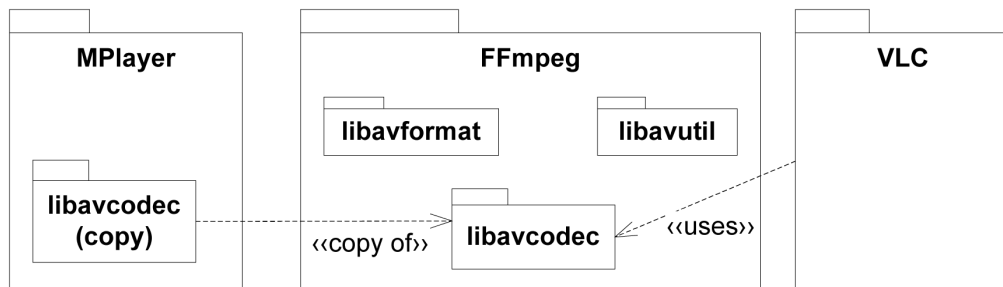 MPlayer
FFmpeg
VLC
libavformat
libavutil
libavcodec
(copy)
‹‹copy of››
libavcodec
‹‹uses››